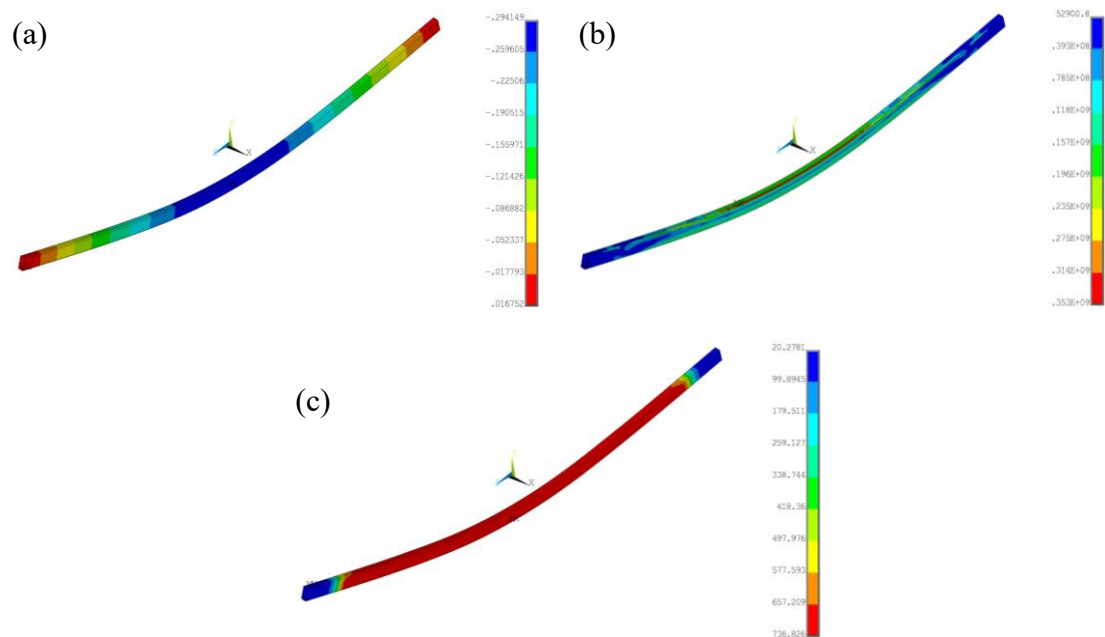 (a)
-.294149
-.259605
-.22506
-.190515
-.155971
-.121426
-.086882
-.052337
-.017793
.016752
X
(b)
52900.8
.393E+08
.785E+08
.118E+09
.157E+09
.196E+09
.235E+09
.275E+09
.314E+09
.353E+09
X
(c)
20.2781
99.8945
179.511
259.127
338.744
418.36
497.976
577.593
657.209
736.826
X